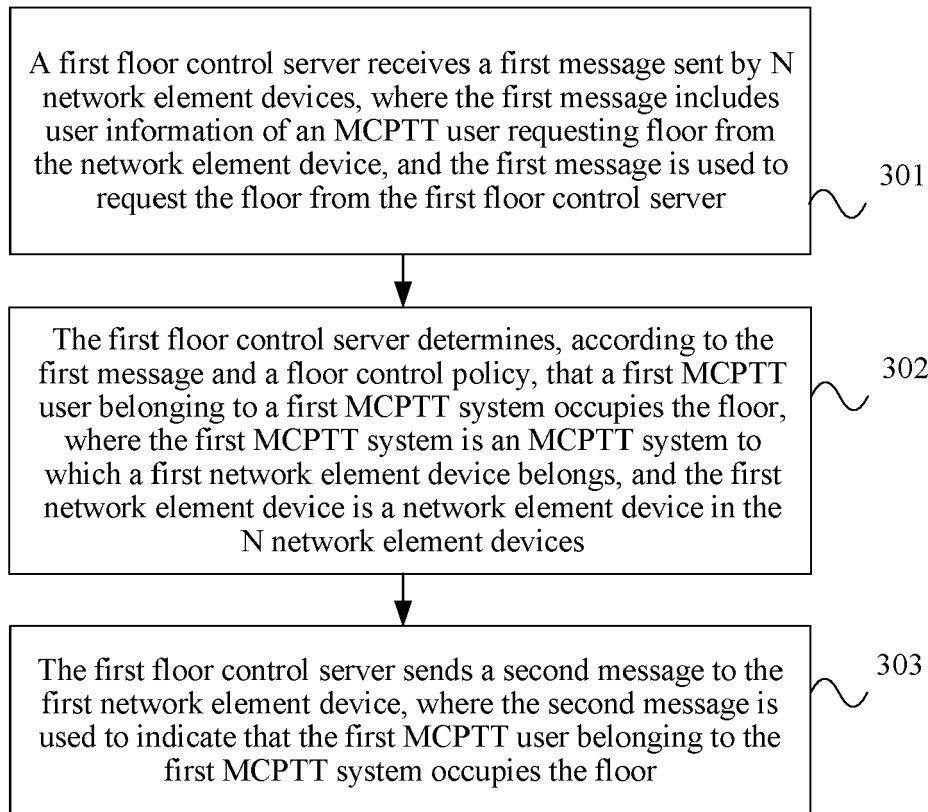 A first floor control server receives a first message sent by N
network element devices, where the first message includes
user information of an MCPTT user requesting floor from
the network element device, and the first message is used to
request the floor from the first floor control server
301
The first floor control server determines, according to the
first message and a floor control policy, that a first MCPTT
user belonging to a first MCPTT system occupies the floor,
where the first MCPTT system is an MCPTT system to
which a first network element device belongs, and the first
network element device is a network element device in the
N network element devices
302
The first floor control server sends a second message to the
first network element device, where the second message is
used to indicate that the first MCPTT user belonging to the
first MCPTT system occupies the floor
303